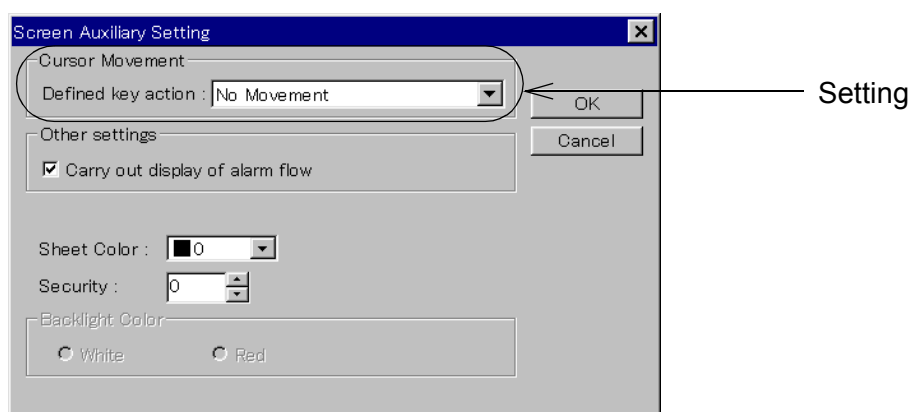 Screen Auxiliary Setting
Cursor Movement
Defined key action : No Movement
Setting
OK
Other settings
Cancel
Carry out display of alarm flow
Sheet Color : 0
Security : 0
Backlight Color
White Red